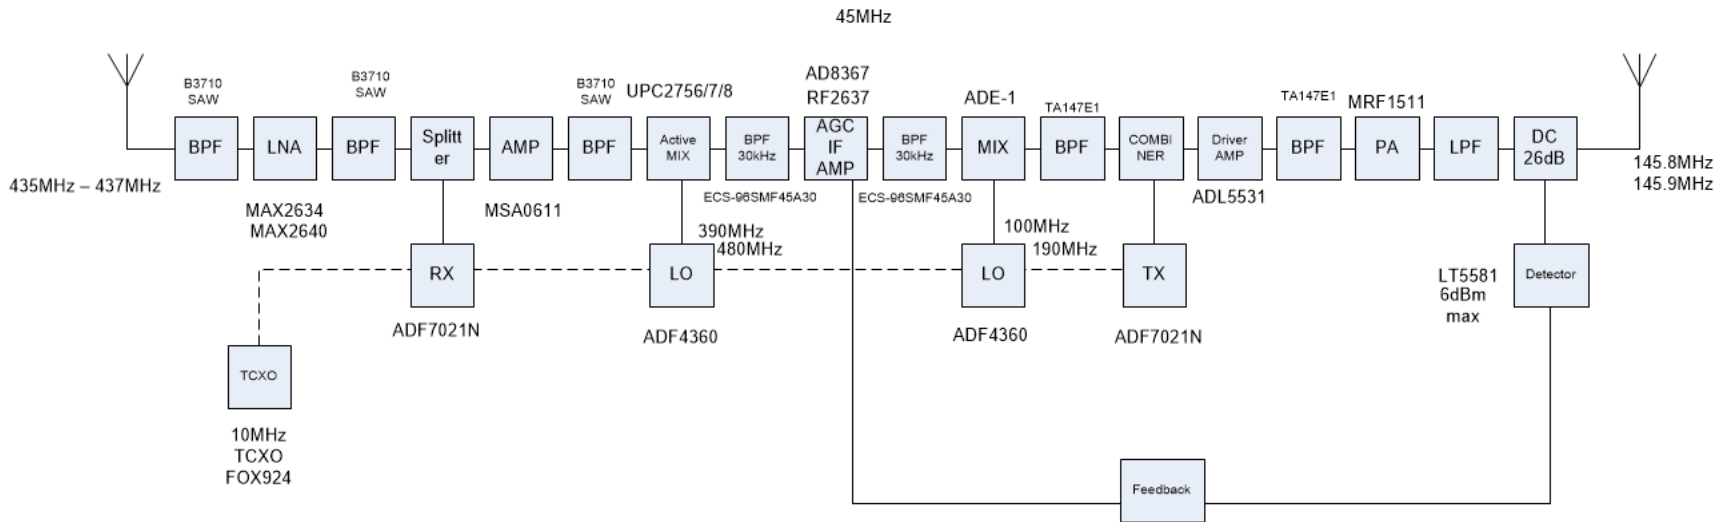 45MHz
B3710
SAW
B3710
SAW
B3710
SAW
UPC2756/7/8
AD8367
RF2637
ADE-1
TA147E1
TA147E1
MRF1511
BPF
LNA
BPF
Splitt
er
AMP
BPF
Active
MIX
BPF
30kHz
AGC
IF
AMP
BPF
30kHz
MIX
BPF
COMBI
NER
Driver
AMP
BPF
PA
LPF
DC
26dB
435MHz – 437MHz
145.8MHz
145.9MHz
MAX2634
MAX2640
MSA0611
ECS-96SMF45A30
ECS-96SMF45A30
ADL5531
390MHz
480MHz
100MHz
190MHz
RX
LO
LO
TX
LT5581
6dBm
max
Detector
ADF7021N
ADF4360
ADF4360
ADF7021N
TCXO
10MHz
TCXO
FOX924
Feedback